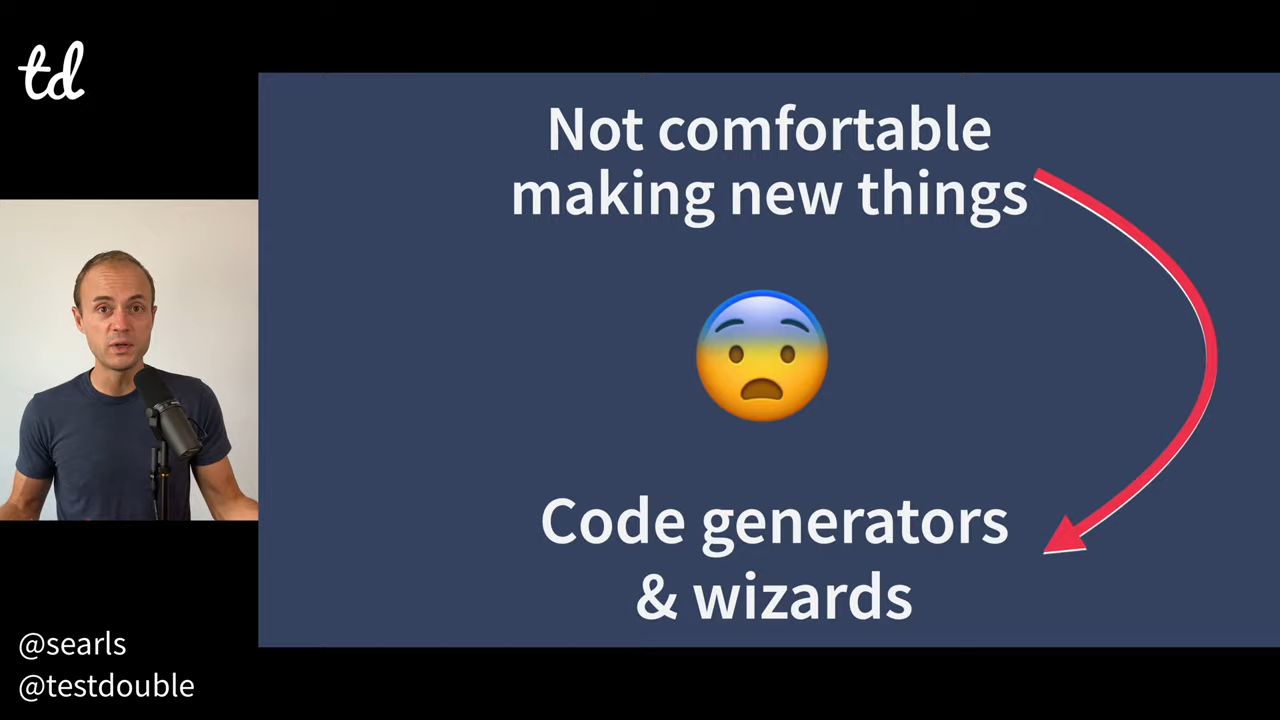 td
Not comfortable
making new things
Code generators
& wizards
@searls
@testdouble